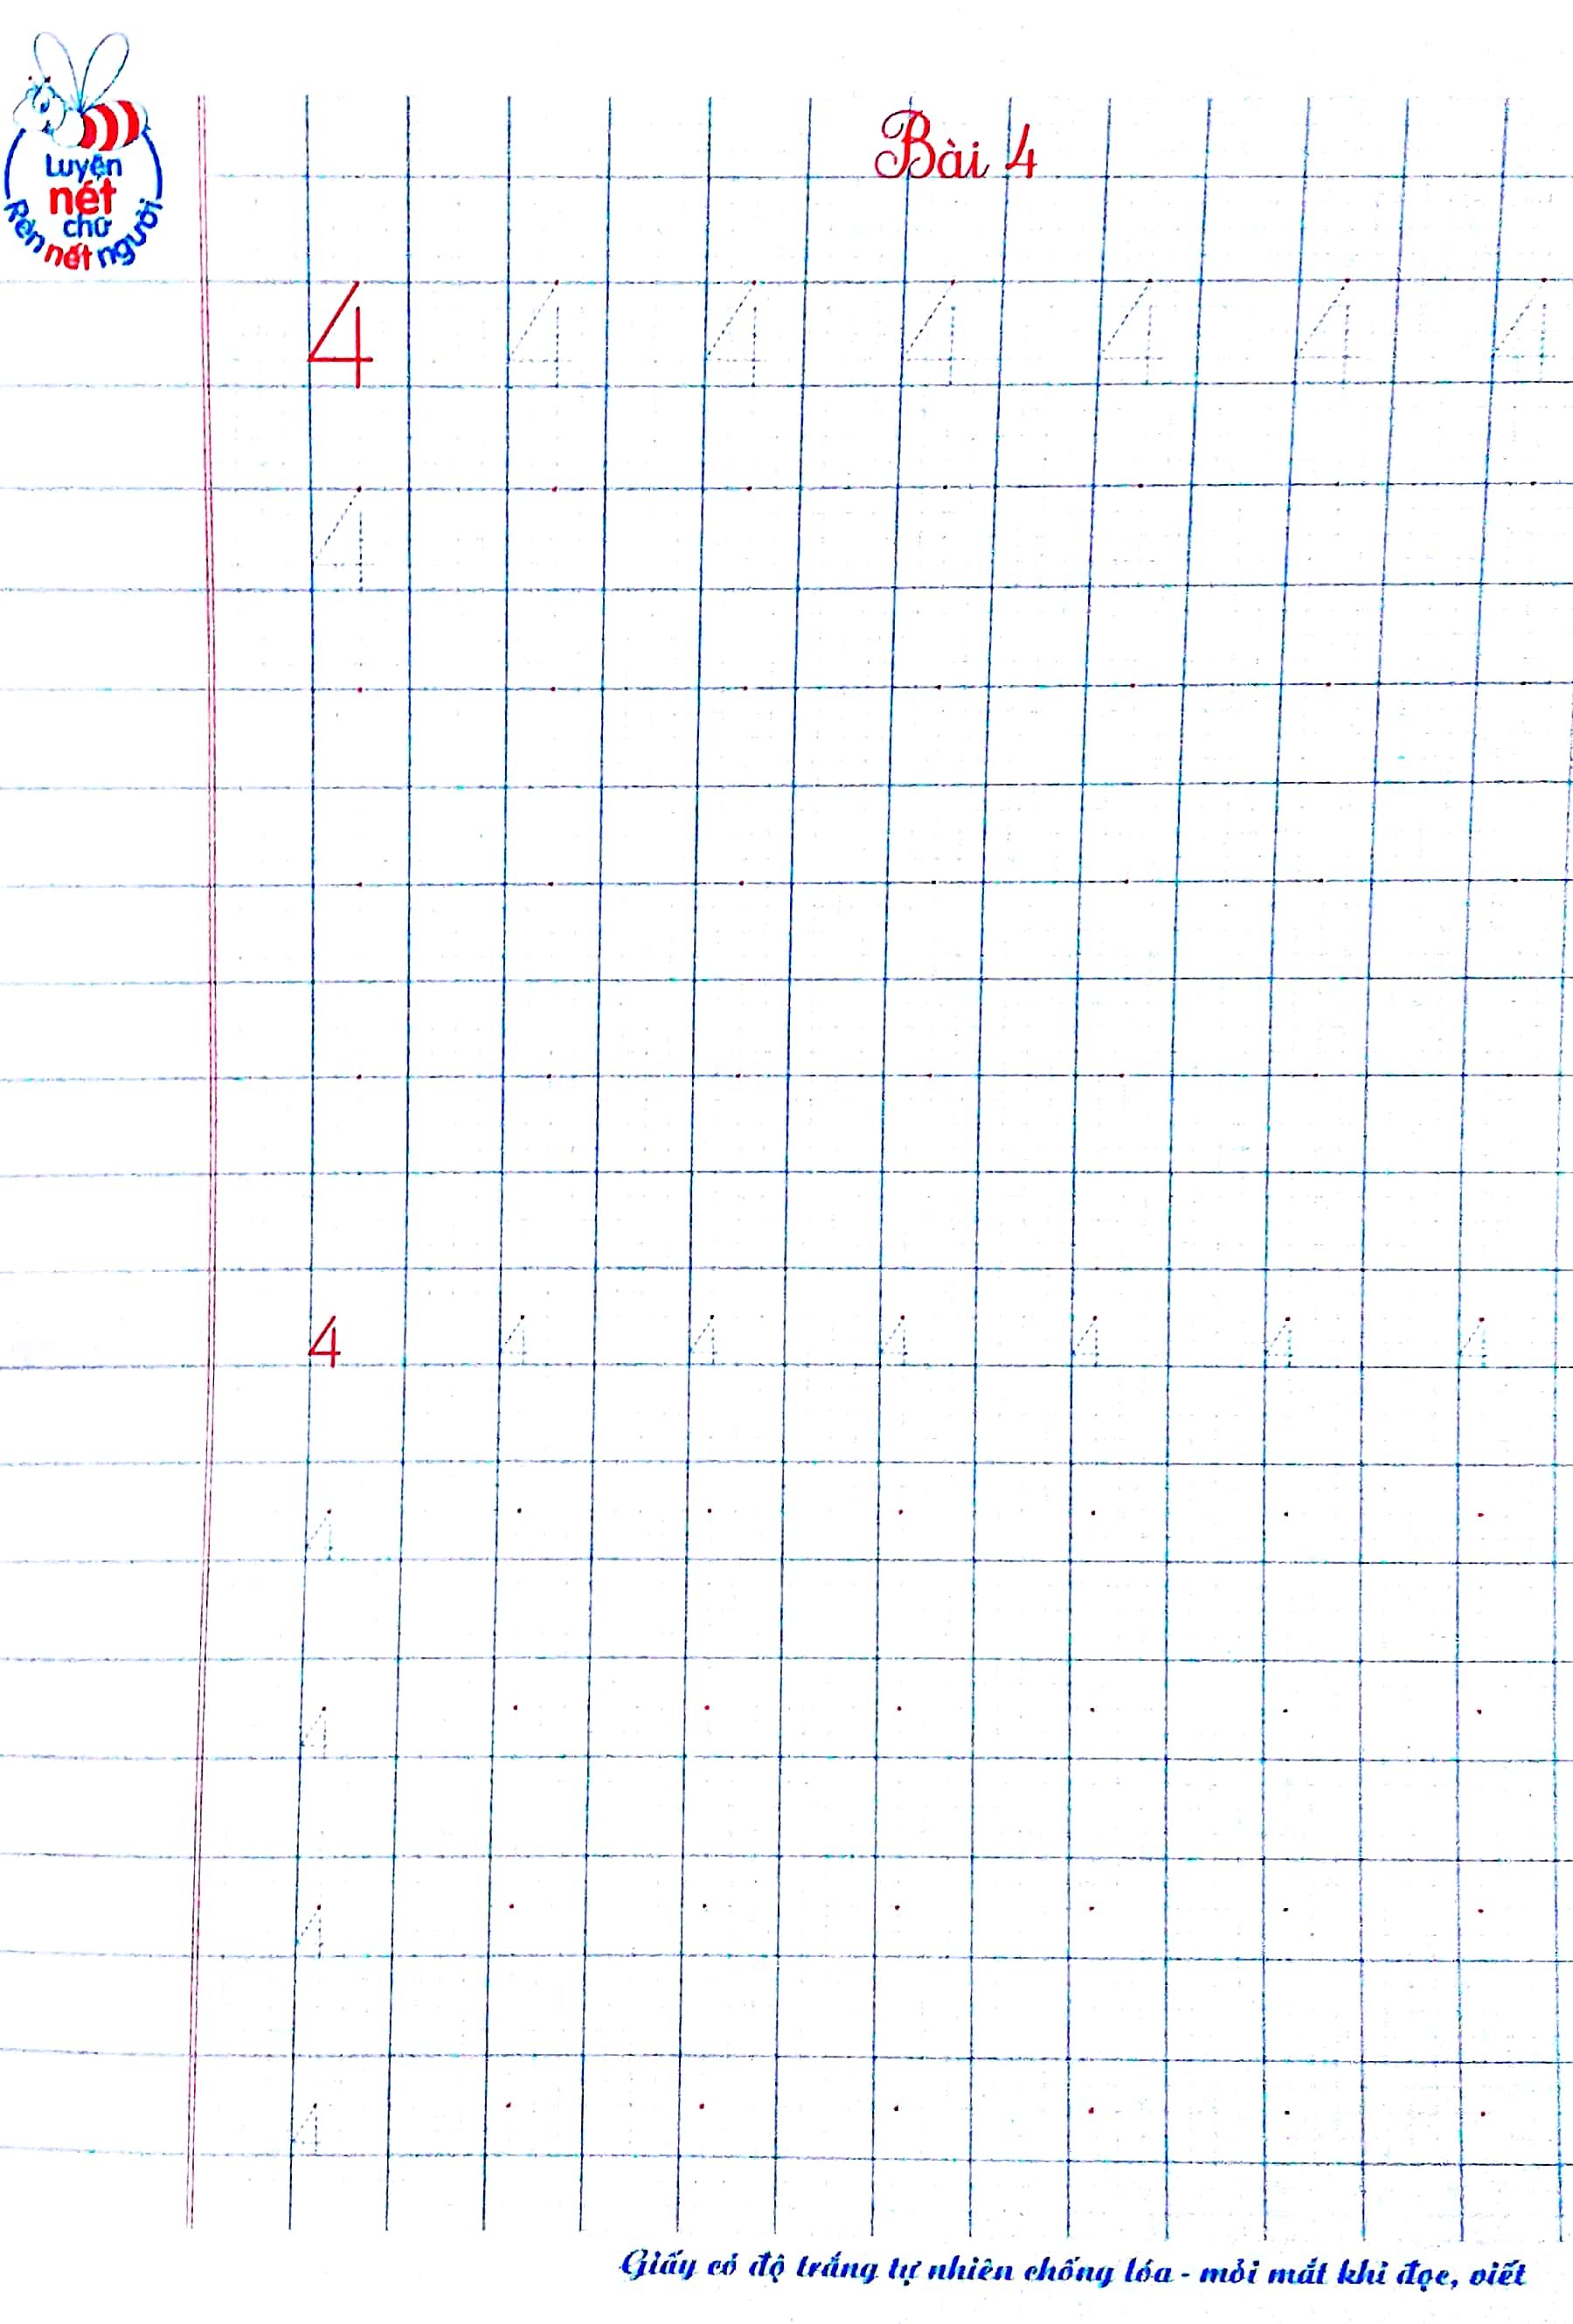 Luyện
nét
chữ
Rèn nết người
Bài 4
4 4 4 4 4 4 4
4
4 4 4 4 4 4 4
4
4
4
4
Giấy có độ trắng tự nhiên chống lóa - mỏi mắt khi đọc, viết